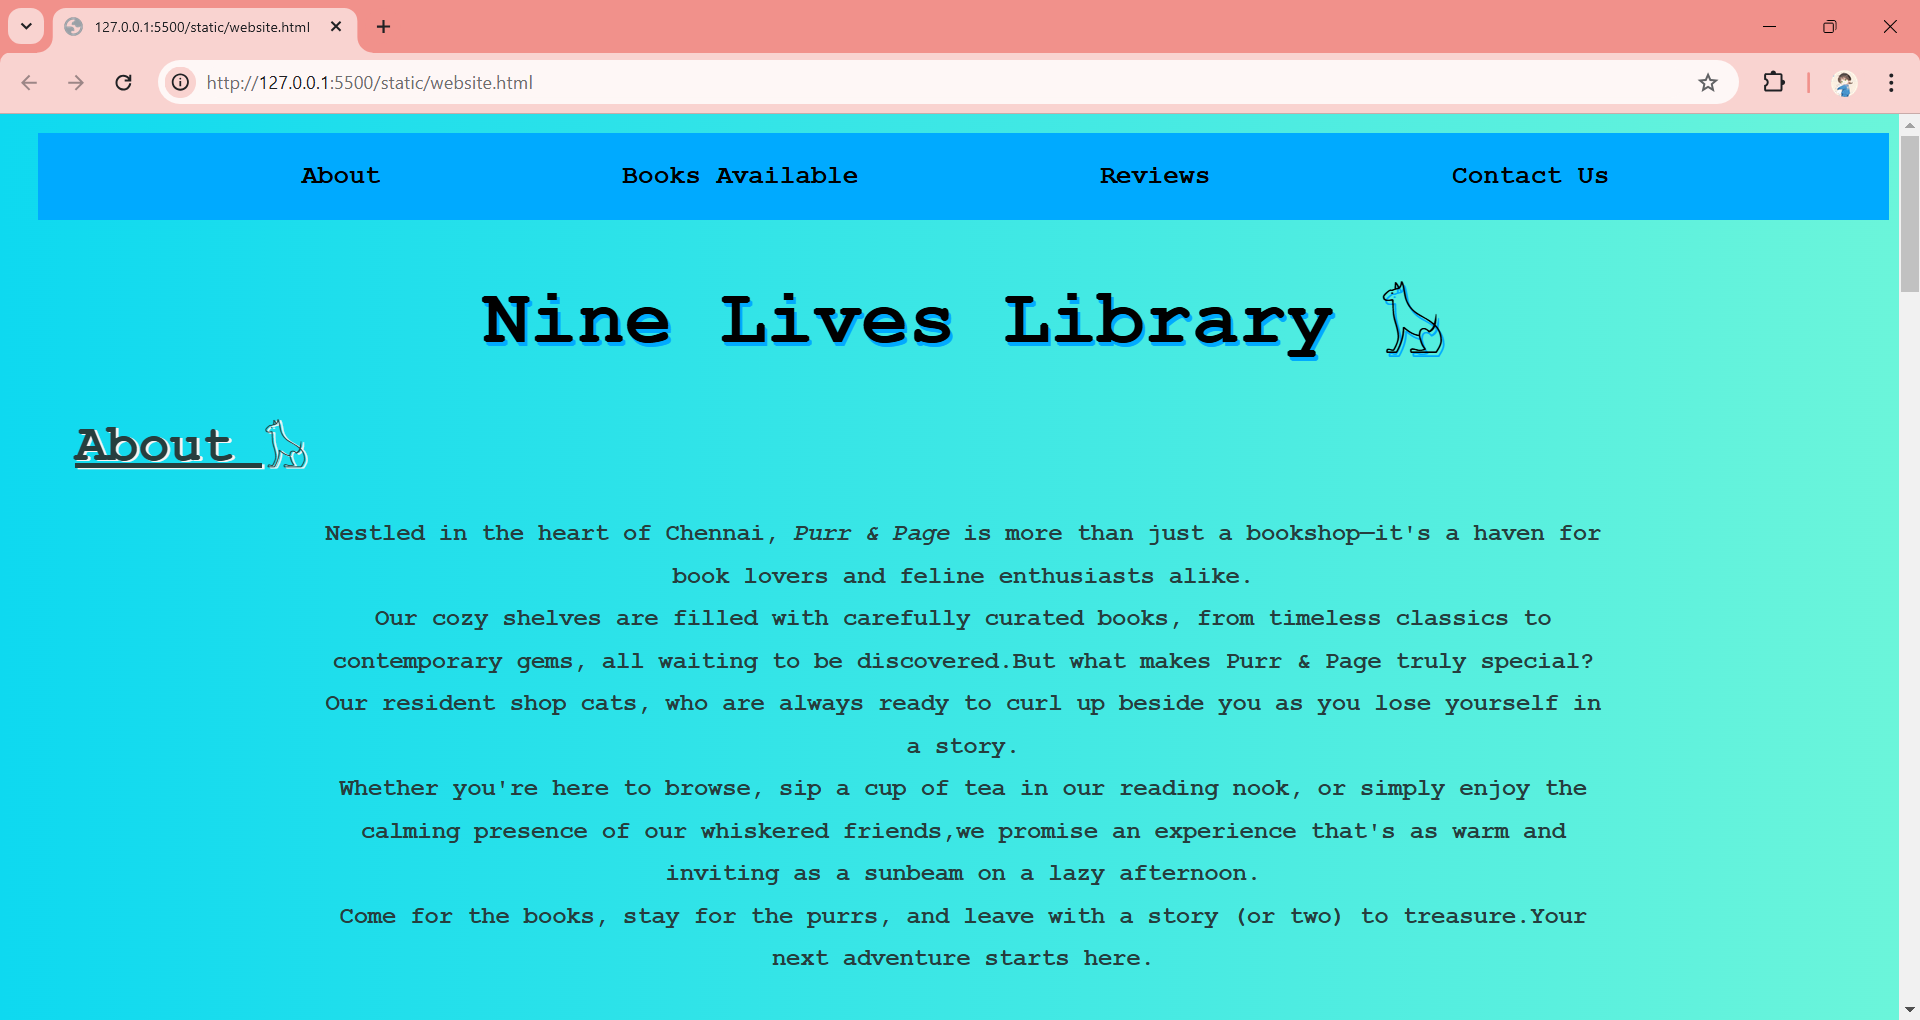 127.0.0.1:5500/static/website.html
http://127.0.0.1:5500/static/website.html
About Books Available Reviews Contact Us
Nine Lives Library
About
Nestled in the heart of Chennai, Purr & Page is more than just a bookshop—it's a haven for
book lovers and feline enthusiasts alike.
Our cozy shelves are filled with carefully curated books, from timeless classics to
contemporary gems, all waiting to be discovered.But what makes Purr & Page truly special?
Our resident shop cats, who are always ready to curl up beside you as you lose yourself in
a story.
Whether you're here to browse, sip a cup of tea in our reading nook, or simply enjoy the
calming presence of our whiskered friends,we promise an experience that's as warm and
inviting as a sunbeam on a lazy afternoon.
Come for the books, stay for the purrs, and leave with a story (or two) to treasure.Your
next adventure starts here.